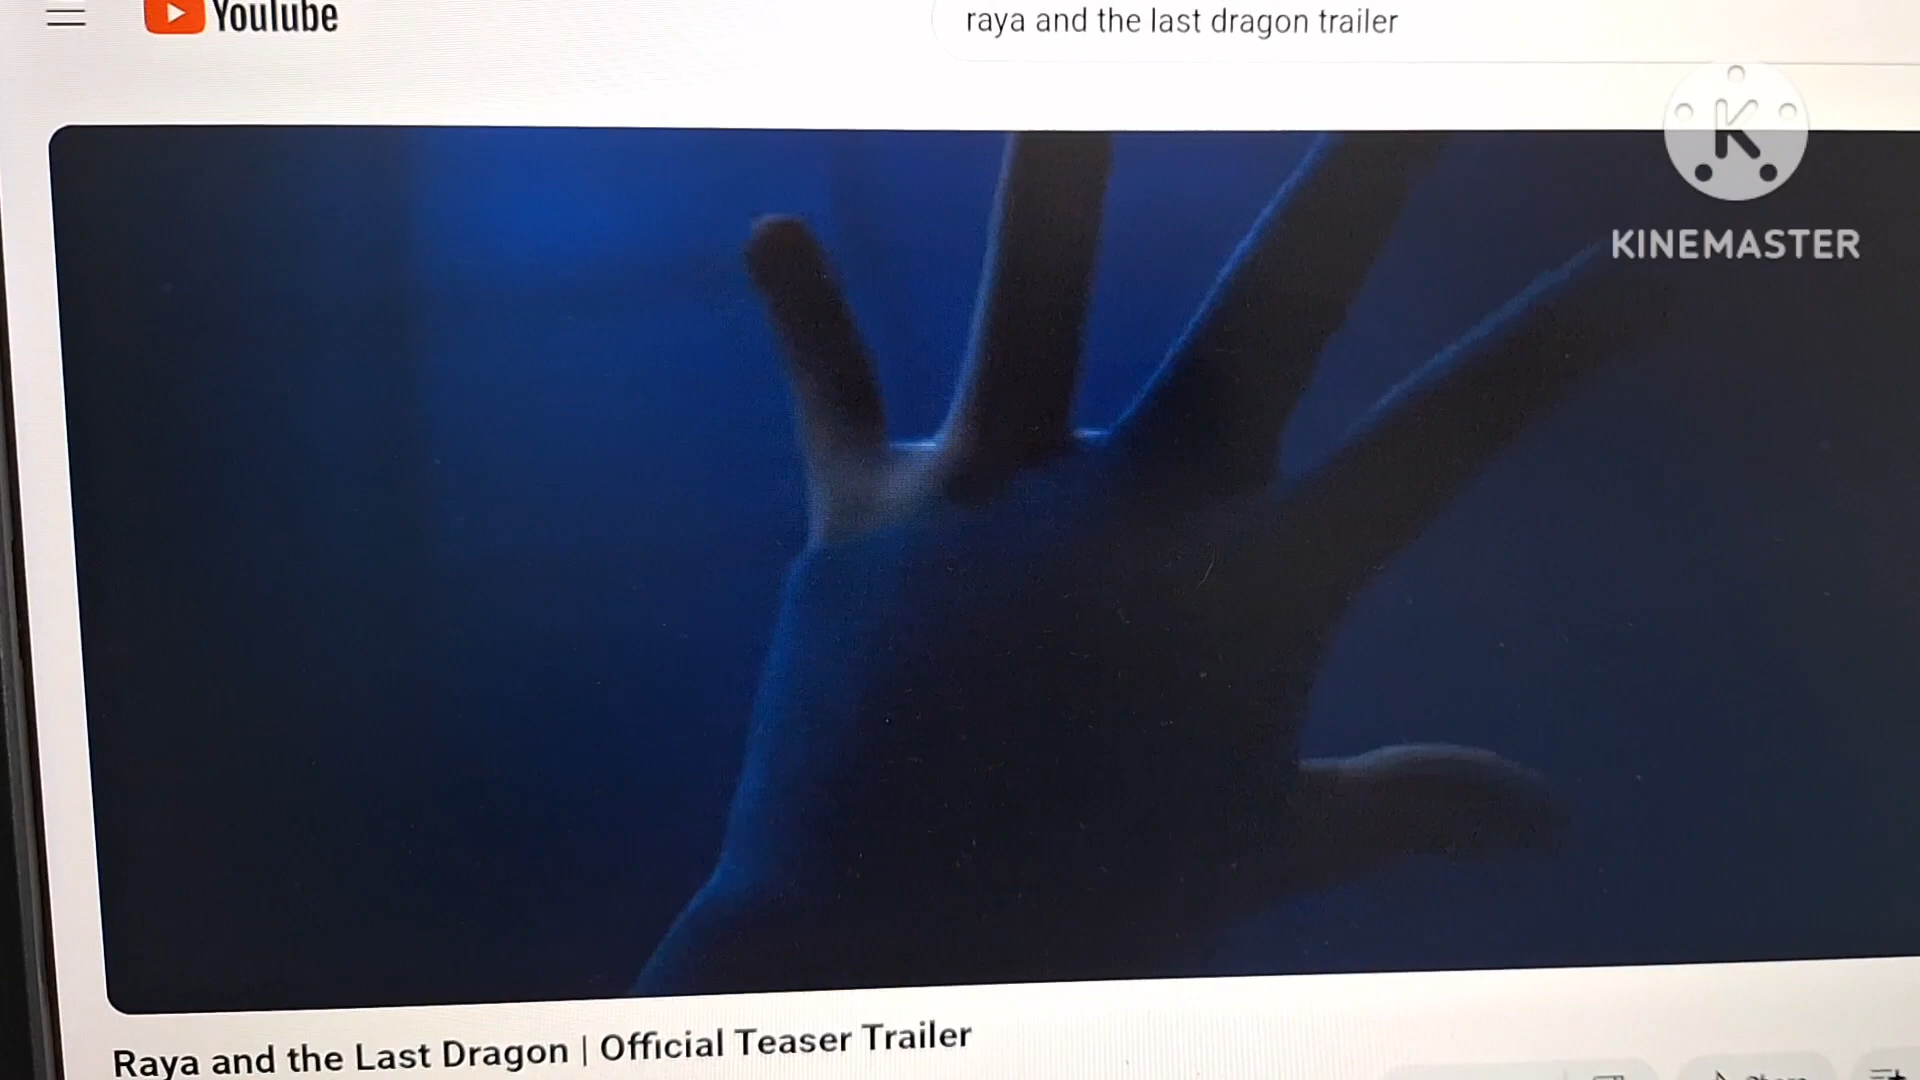 YouTube
raya and the last dragon trailer
K
KINEMASTER
Raya and the Last Dragon | Official Teaser Trailer